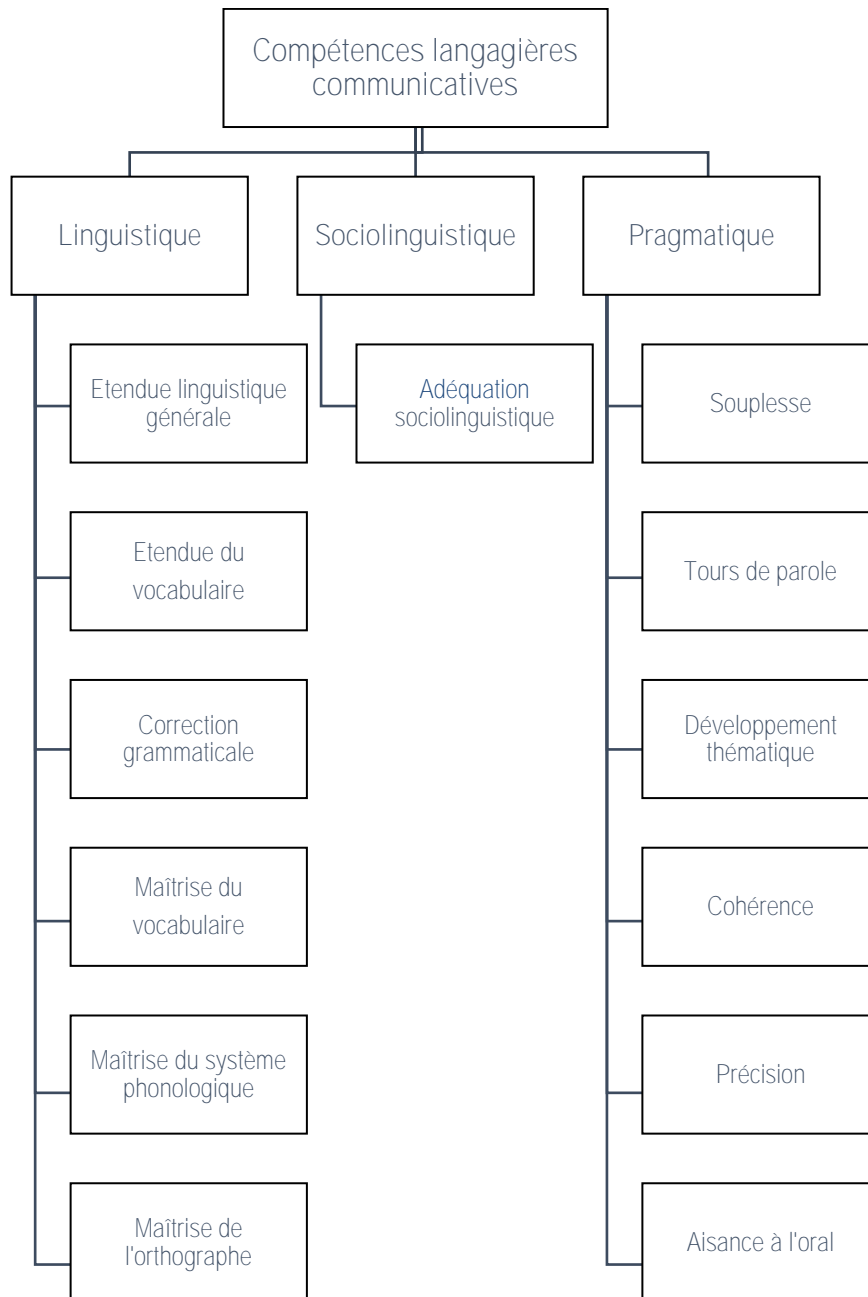 Compétences langagières
communicatives
Linguistique
Sociolinguistique
Pragmatique
Etendue linguistique
générale
Etendue du
vocabulaire
Correction
grammaticale
Maîtrise du
vocabulaire
Maîtrise du système
phonologique
Maîtrise de
l'orthographe
Adéquation
sociolinguistique
Souplesse
Tours de parole
Développement
thématique
Cohérence
Précision
Aisance à l'oral